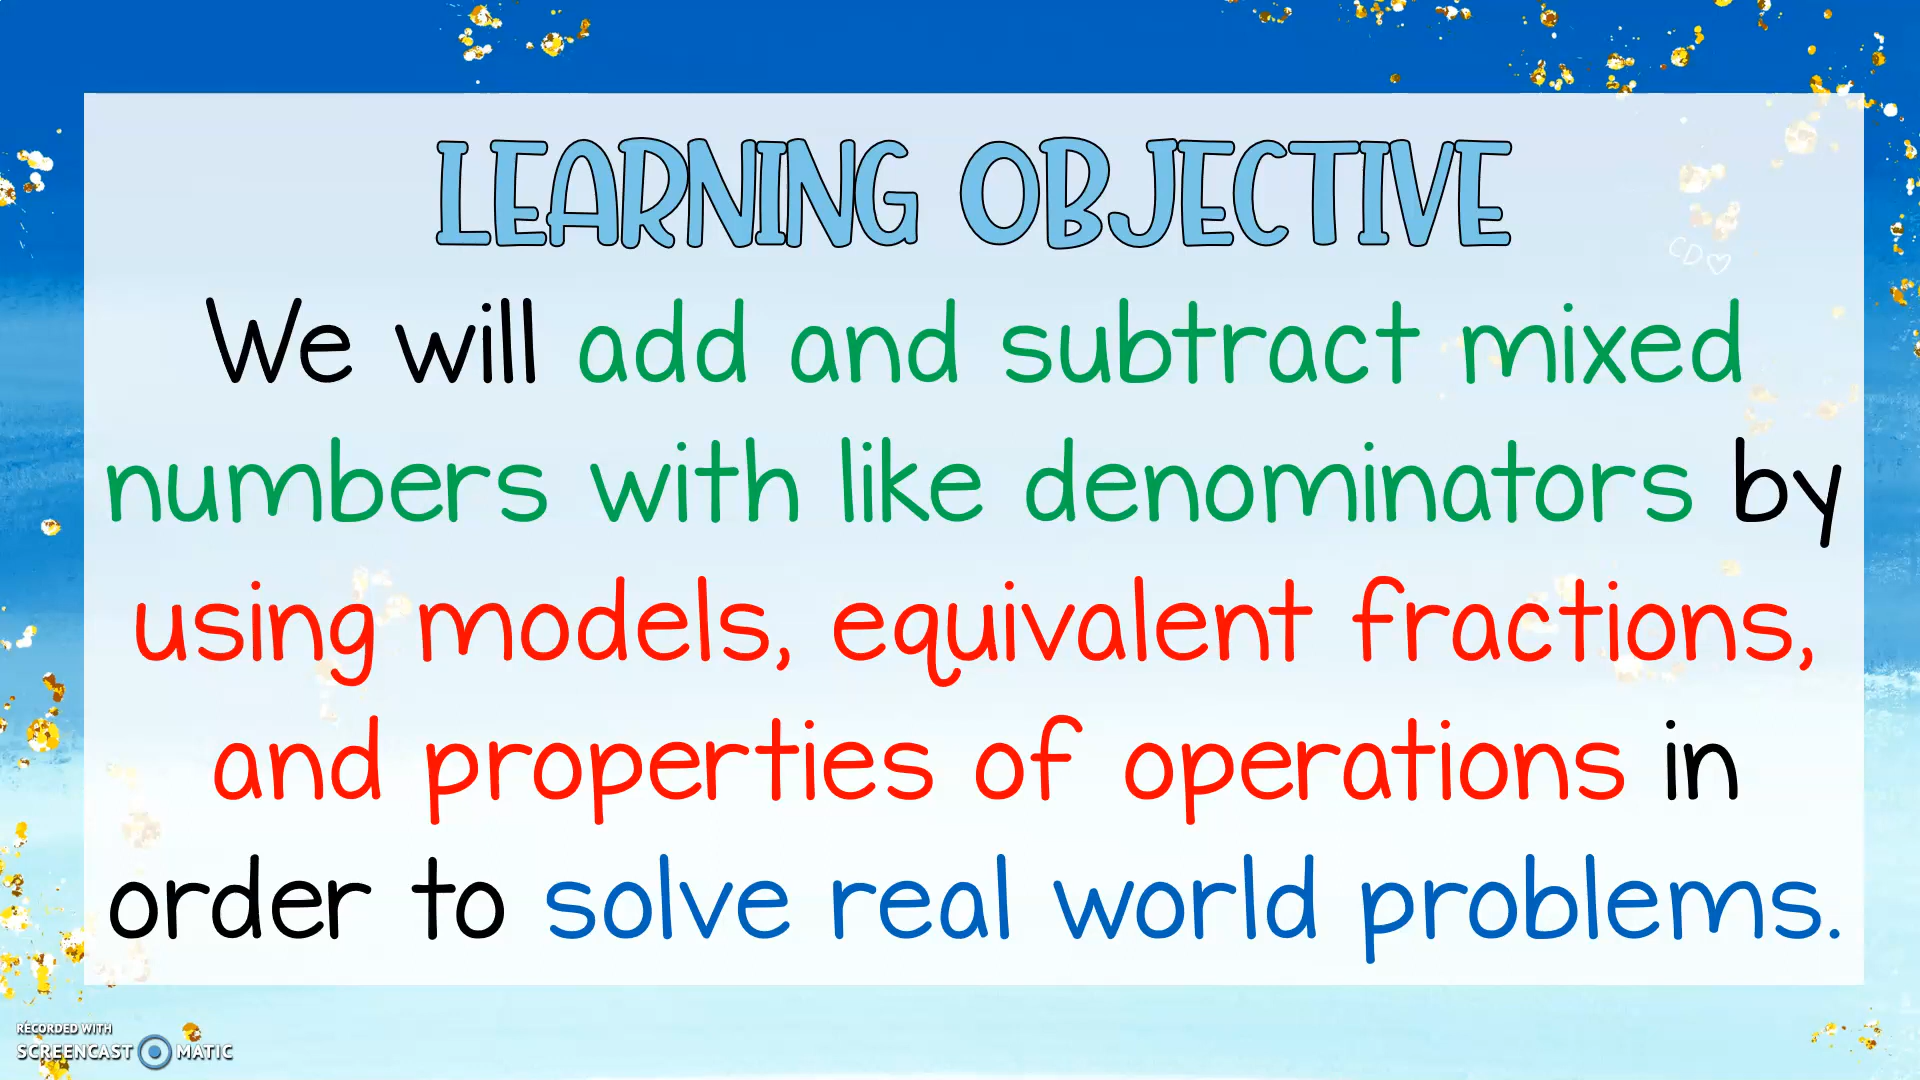 LEARNING OBJECTIVE
CD♡
We will add and subtract mixed
numbers with like denominators by
using models, equivalent fractions,
and properties of operations in
order to solve real world problems.
RECORDED WITH
SCREENCAST MATIC